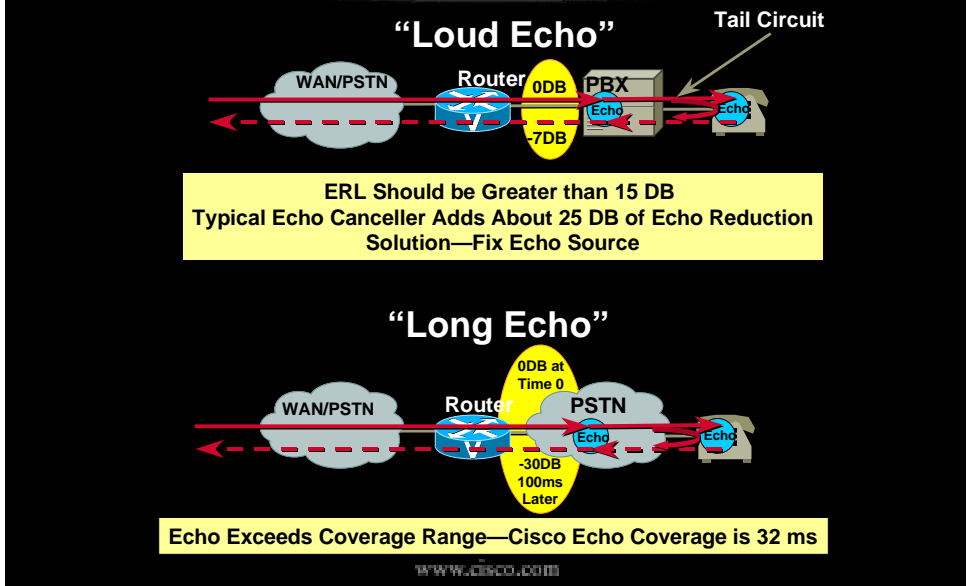 “Loud Echo”
Tail Circuit
WAN/PSTN
Router
0DB
PBX
Echo
Echo
V
-7DB
ERL Should be Greater than 15 DB
Typical Echo Canceller Adds About 25 DB of Echo Reduction
Solution—Fix Echo Source
“Long Echo”
0DB at
Time 0
WAN/PSTN
Router
PSTN
Echo
Echo
V
-30DB
100ms
Later
Echo Exceeds Coverage Range—Cisco Echo Coverage is 32 ms
www.cisco.com